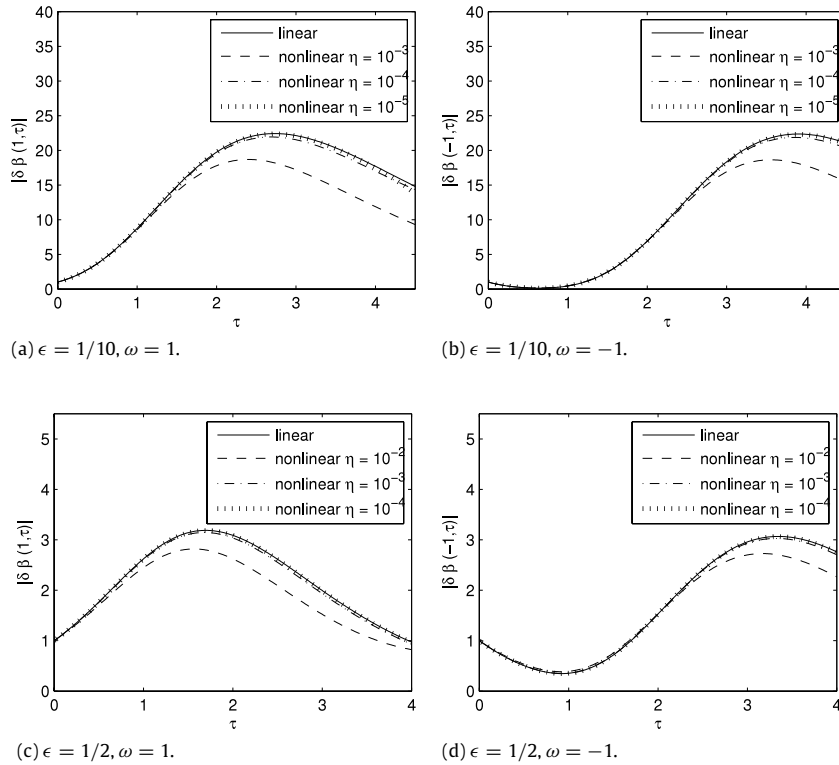 40
35
30
25
20
15
10
5
0
|δ β (1,τ)|
linear
nonlinear η = 10⁻³
nonlinear η = 10⁻⁴
nonlinear η = 10⁻⁵
0 1 2 3 4
τ
(a) ϵ = 1/10, ω = 1.
40
35
30
25
20
15
10
5
0
|δ β (−1,τ)|
linear
nonlinear η = 10⁻³
nonlinear η = 10⁻⁴
nonlinear η = 10⁻⁵
0 1 2 3 4
τ
(b) ϵ = 1/10, ω = −1.
5
4
3
2
1
0
|δ β (1,τ)|
linear
nonlinear η = 10⁻²
nonlinear η = 10⁻³
nonlinear η = 10⁻⁴
0 1 2 3 4
τ
(c) ϵ = 1/2, ω = 1.
5
4
3
2
1
0
|δ β (−1,τ)|
linear
nonlinear η = 10⁻²
nonlinear η = 10⁻³
nonlinear η = 10⁻⁴
0 1 2 3 4
τ
(d) ϵ = 1/2, ω = −1.